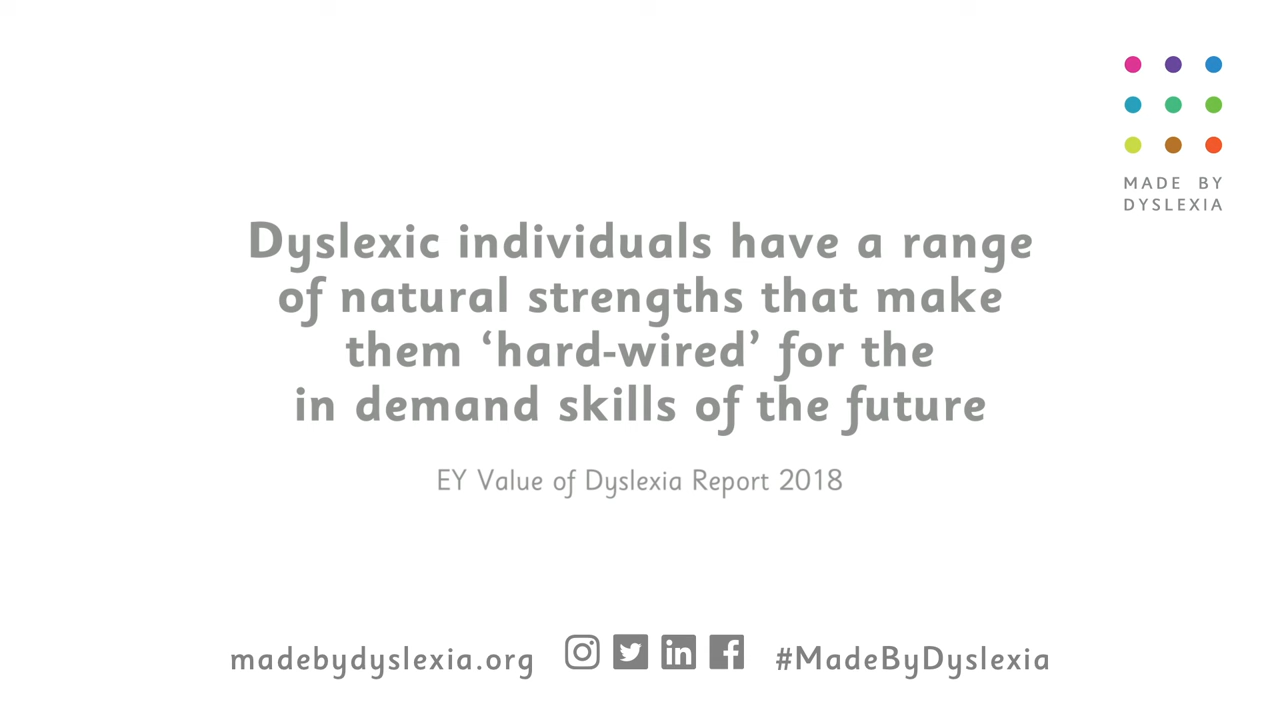 MADE BY
DYSLEXIA
Dyslexic individuals have a range
of natural strengths that make
them ‘hard-wired’ for the
in demand skills of the future
EY Value of Dyslexia Report 2018
madebydyslexia.org #MadeByDyslexia